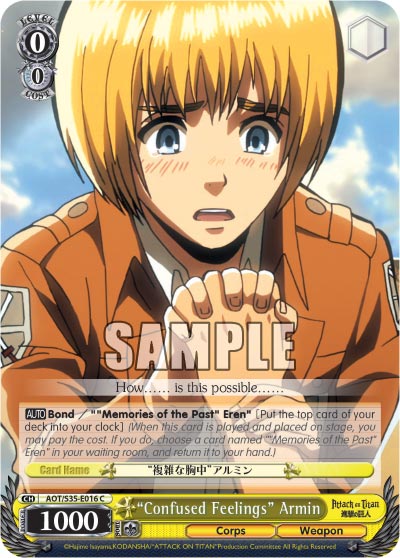 LEVEL
0
0
COST
SAMPLE
How…… is this possible……
AUTO Bond ／ ""Memories of the Past" Eren" [Put the top card of your
deck into your clock] (When this card is played and placed on stage, you
may pay the cost. If you do, choose a card named ""Memories of the Past"
Eren" in your waiting room, and return it to your hand.)
Card Name
“複雑な胸中”アルミン
CH AOT/S35-E016 C
POWER
1000
SOUL
“Confused Feelings” Armin
Attack on Titan
進撃の巨人
Corps
Weapon
©Hajime Isayama,KODANSHA/"ATTACK ON TITAN"Production Committee. All Rights Reserved.